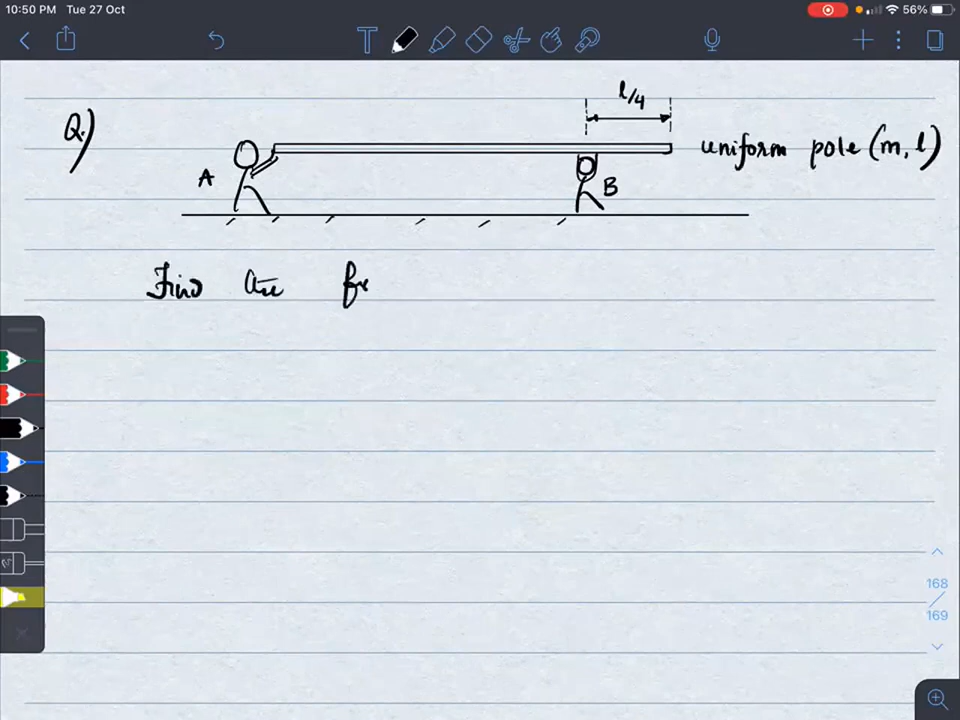 10:50 PM Tue 27 Oct
56%
l/4
Q.)
uniform pole (m, l)
A
B
Find the
168
169